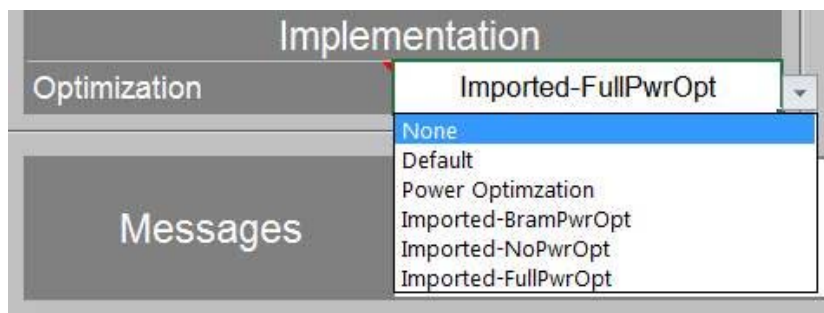 Implementation
Optimization Imported-FullPwrOpt
None
Default
Power Optimzation
Imported-BramPwrOpt
Imported-NoPwrOpt
Imported-FullPwrOpt
Messages